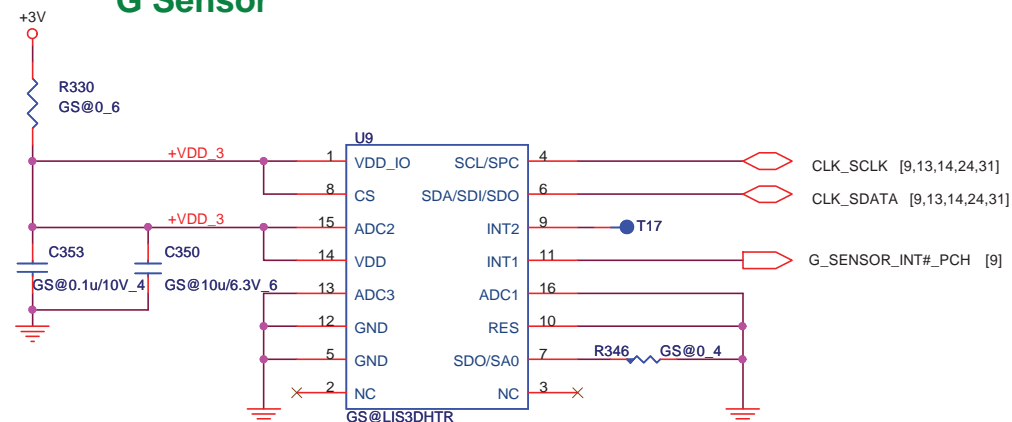 G Sensor
+3V
R330
GS@0_6
U9
+VDD_3
1 VDD_IO SCL/SPC 4
CLK_SCLK [9,13,14,24,31]
8 CS SDA/SDI/SDO 6
CLK_SDATA [9,13,14,24,31]
+VDD_3
15 ADC2 INT2 9
T17
C353
C350
14 VDD INT1 11
G_SENSOR_INT#_PCH [9]
GS@0.1u/10V_4
GS@10u/6.3V_6
13 ADC3 ADC1 16
12 GND RES 10
5 GND SDO/SA0 7
R346 GS@0_4
2 NC NC 3
GS@LIS3DHTR